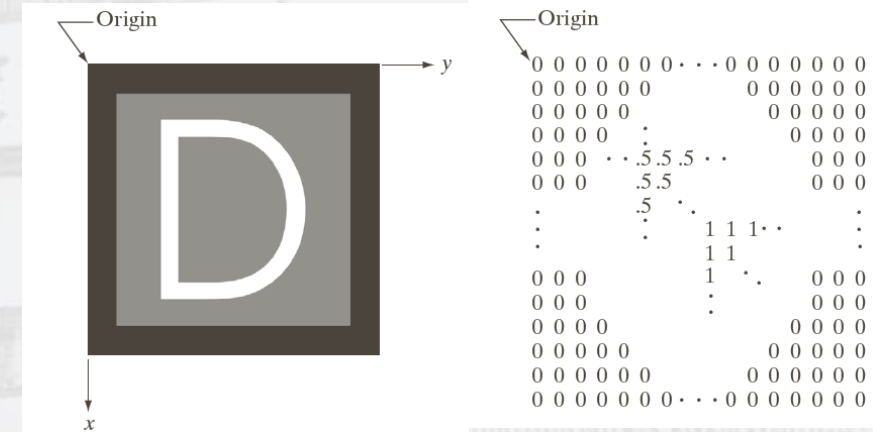 Origin
y
D
x
Origin
0 0 0 0 0 0 0 · · · 0 0 0 0 0 0 0
0 0 0 0 0 0 0 0 0 0 0 0
0 0 0 0 0 0 0 0 0 0
0 0 0 0 0 0 0 0
0 0 0 · · .5 .5 .5 · · 0 0 0
0 0 0 .5 .5 0 0 0
.5
1 1 1 · ·
1 1
0 0 0 1 0 0 0
0 0 0 0 0 0
0 0 0 0 0 0 0 0
0 0 0 0 0 0 0 0 0 0
0 0 0 0 0 0 0 0 0 0 0 0
0 0 0 0 0 0 0 · · · 0 0 0 0 0 0 0